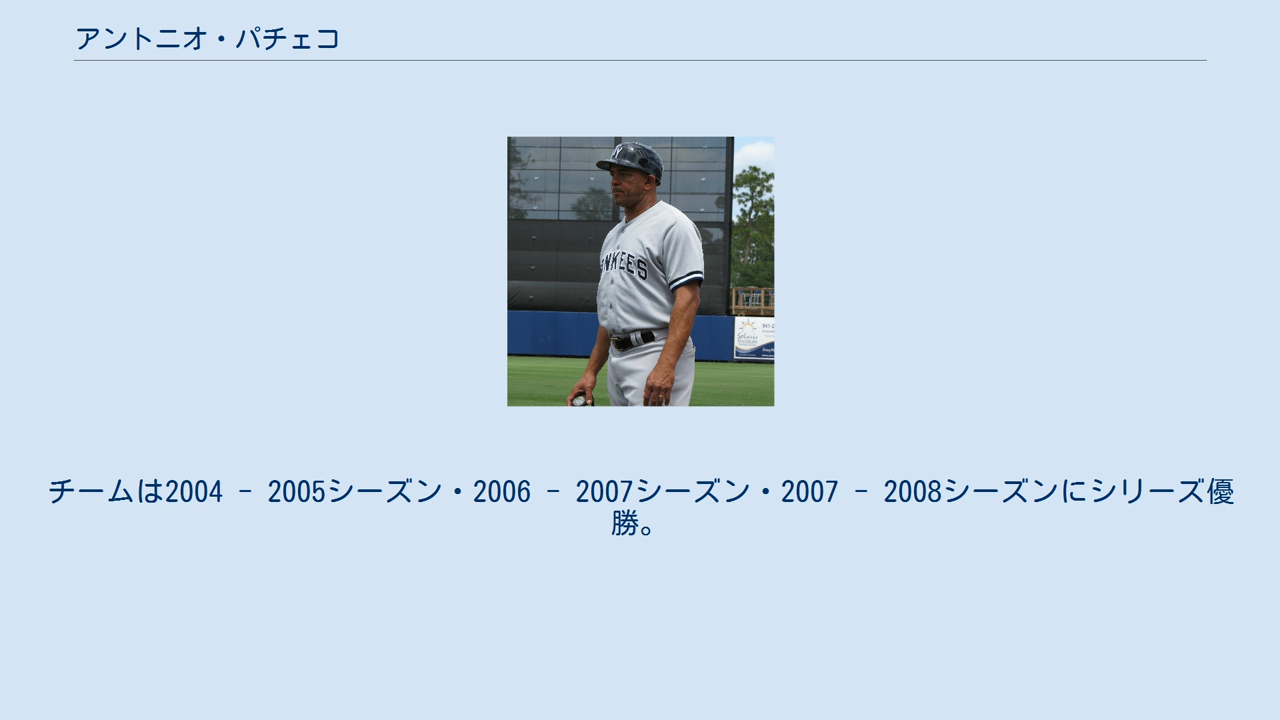 アントニオ・パチェコ
NY
ANKEES
チームは2004 － 2005シーズン・2006 － 2007シーズン・2007 － 2008シーズンにシリーズ優
勝。